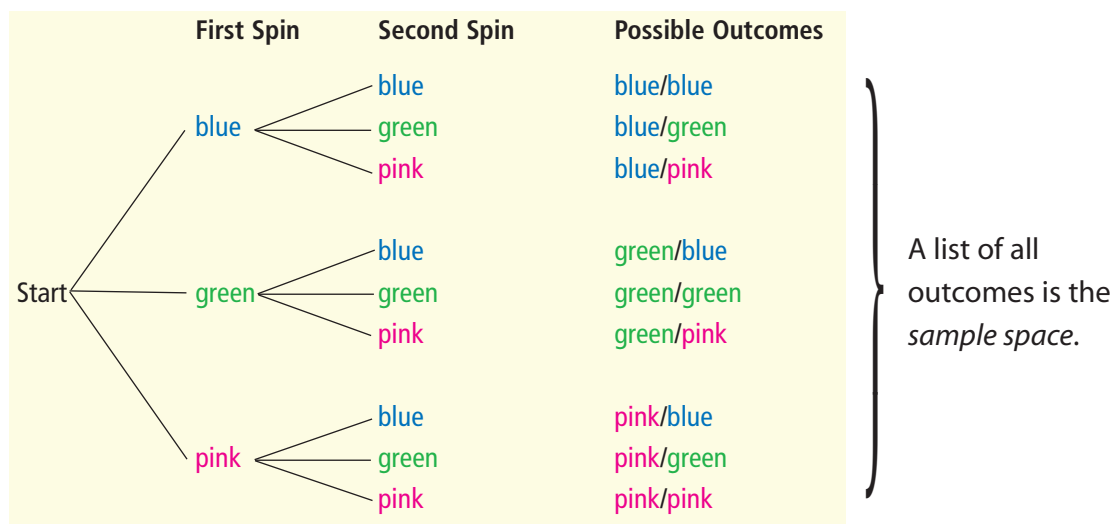 First Spin Second Spin Possible Outcomes
blue blue/blue
blue green blue/green
pink blue/pink
blue green/blue
Start green green green/green
pink green/pink
blue pink/blue
pink green pink/green
pink pink/pink
A list of all
outcomes is the
sample space.